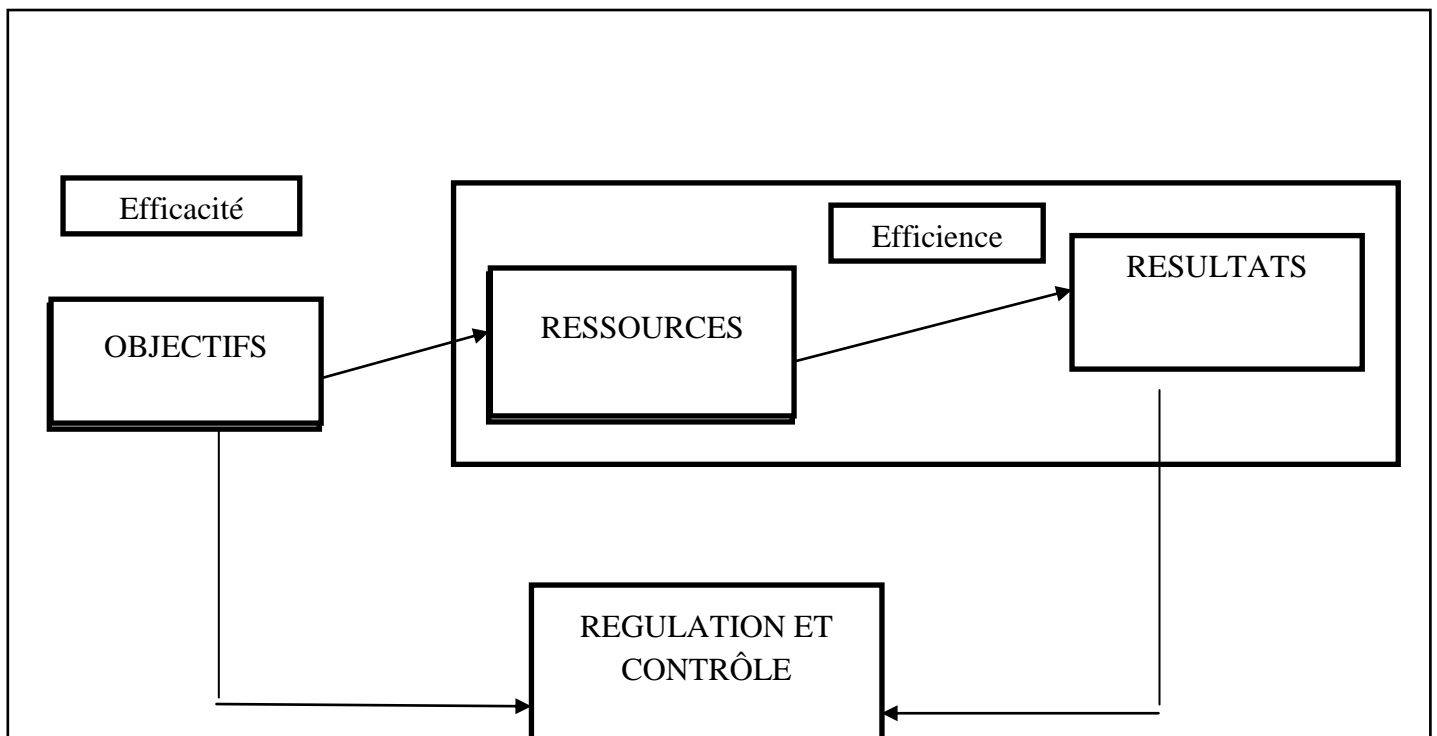 Efficacité
Efficience
RESULTATS
RESSOURCES
OBJECTIFS
REGULATION ET
CONTRÔLE